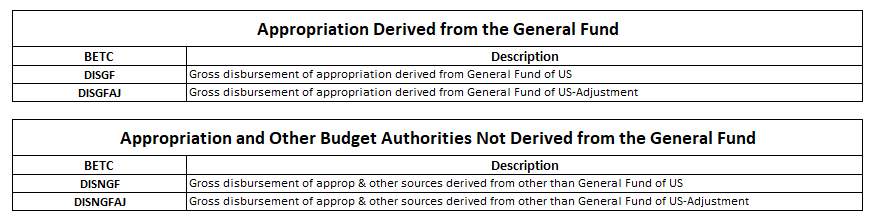 Appropriation Derived from the General Fund
BETC Description
DISGF Gross disbursement of appropriation derived from General Fund of US
DISGFAJ Gross disbursement of appropriation derived from General Fund of US-Adjustment
Appropriation and Other Budget Authorities Not Derived from the General Fund
BETC Description
DISNGF Gross disbursement of approp & other sources derived from other than General Fund of US
DISNGFAJ Gross disbursement of approp & other sources derived from other than General Fund of US-Adjustment